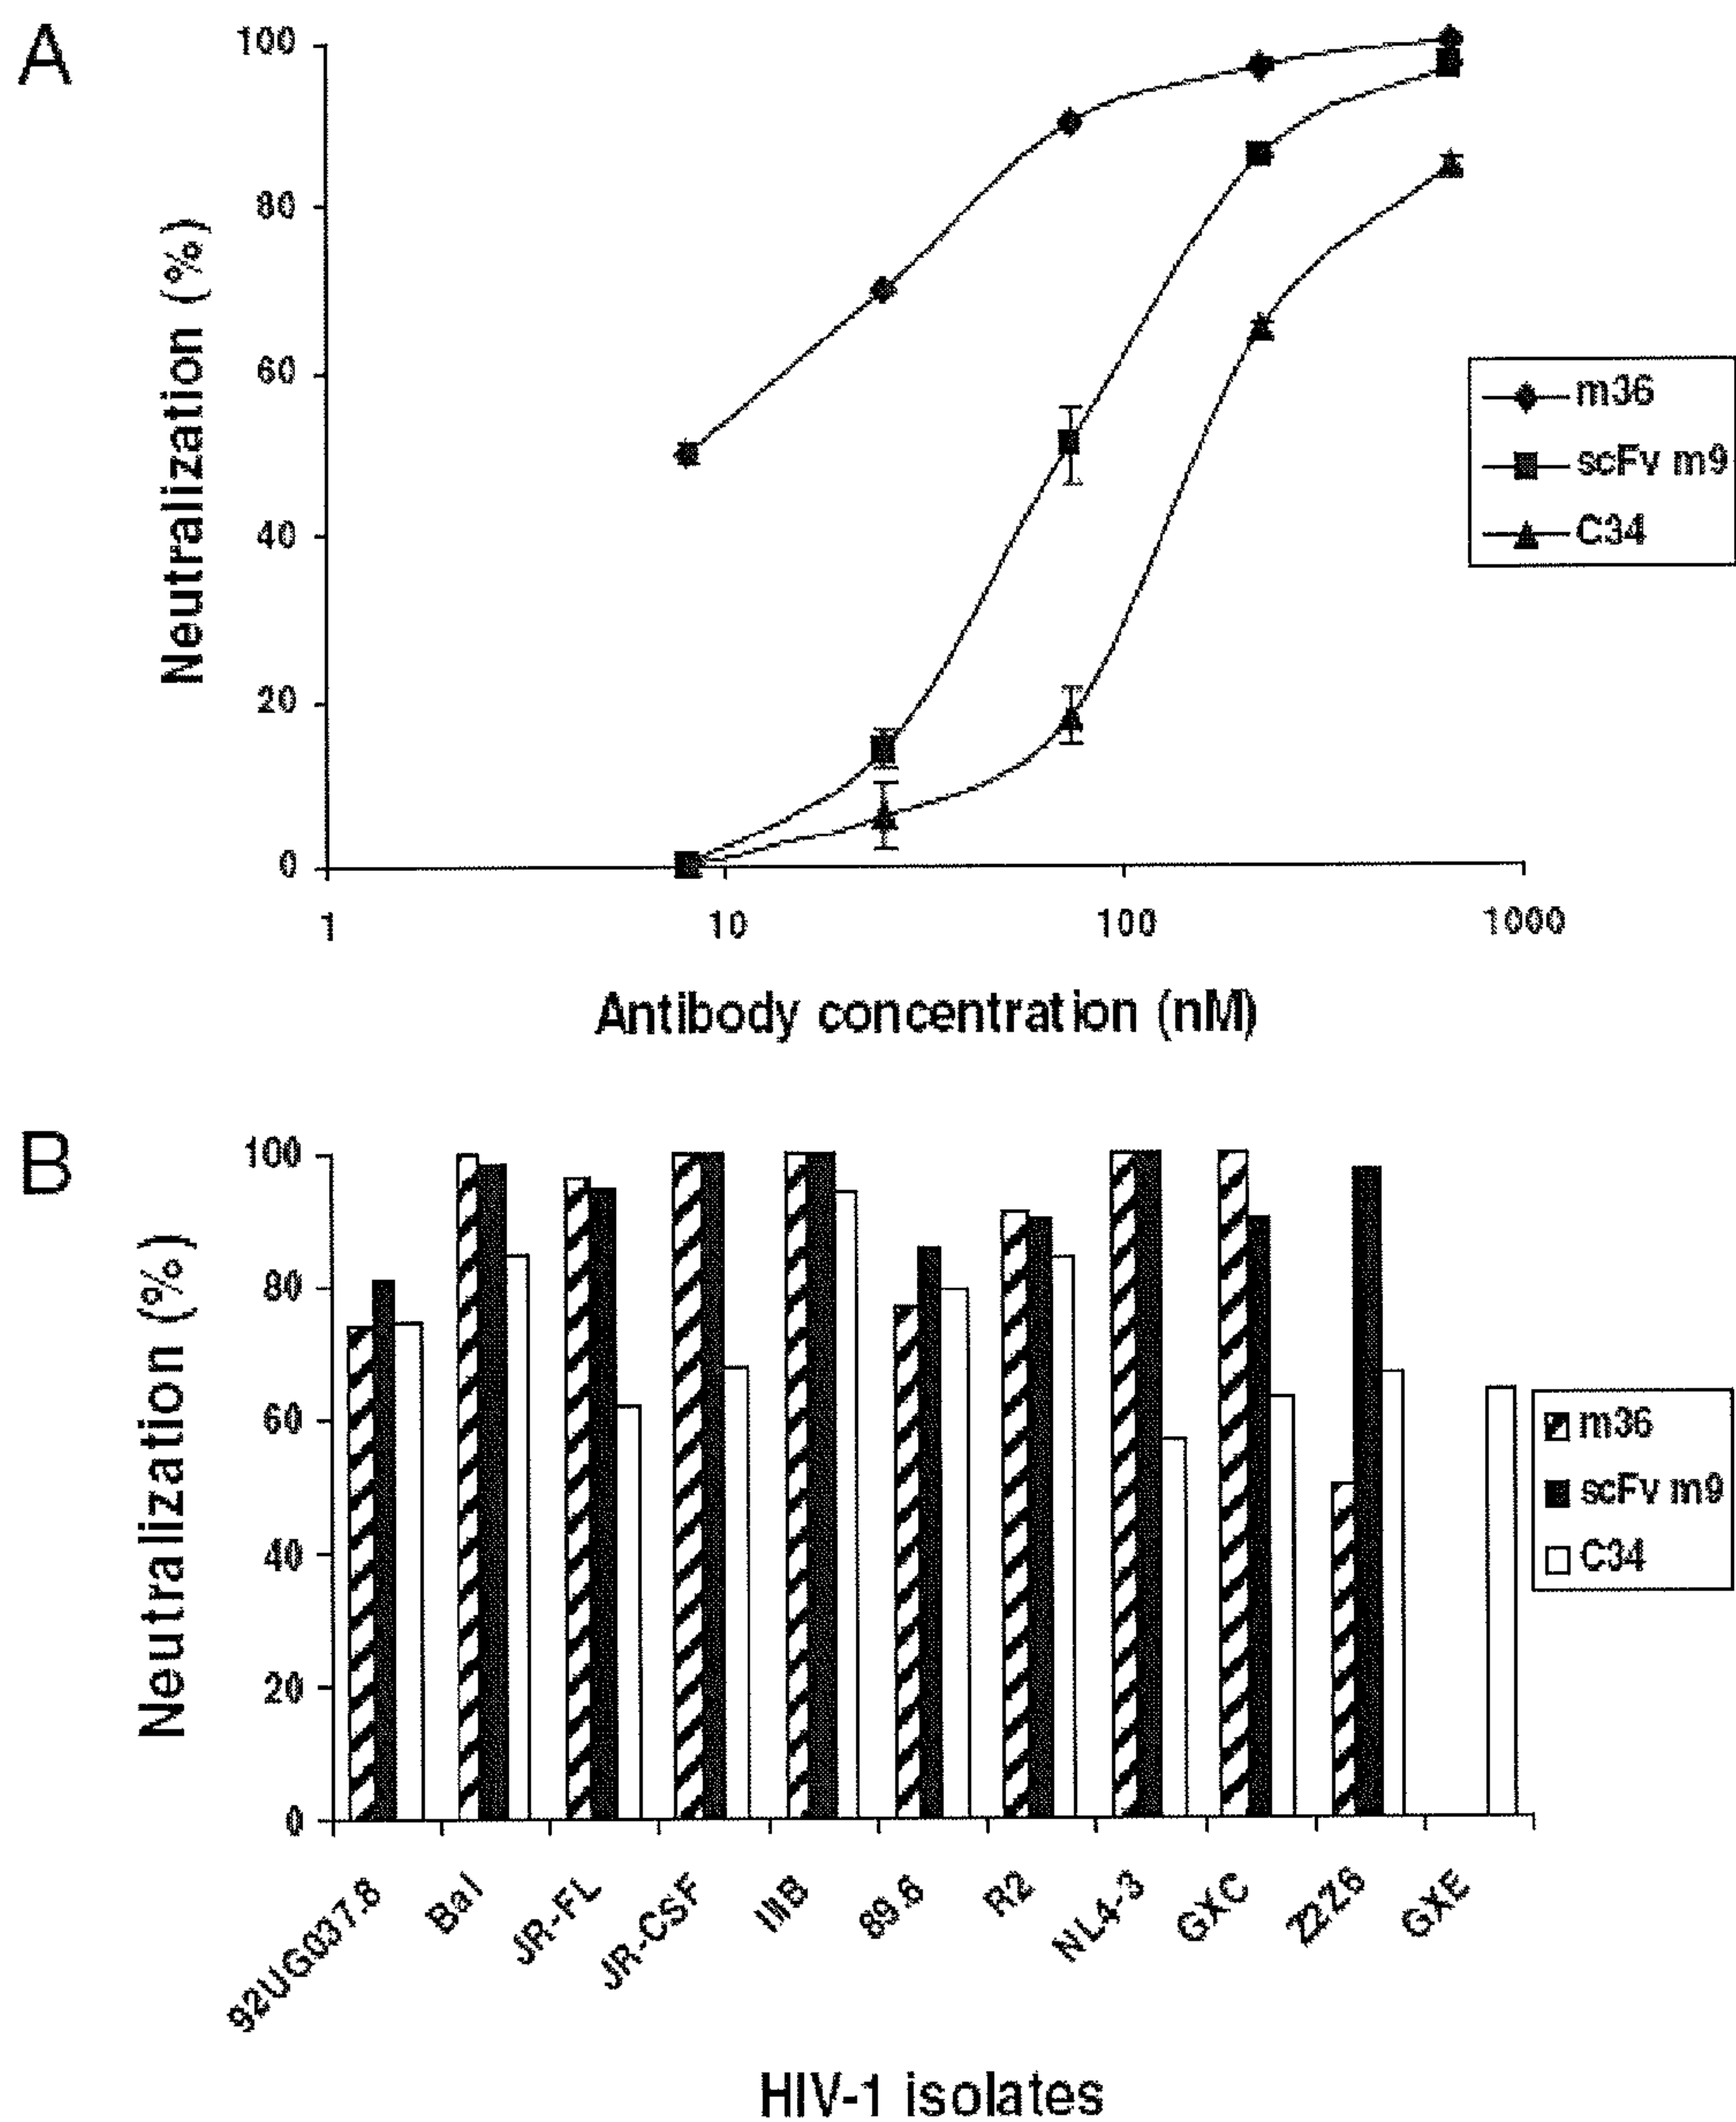 A
100
80
60
40
20
0
Neutralization (%)
1 10 100 1000
Antibody concentration (nM)
m36
scFv m9
C34
B
100
80
60
40
20
0
Neutralization (%)
92UG037.8 Bal JR-FL JR-CSF IIIB 89.6 R2 NL4-3 GXC Z2Z6 GXE
HIV-1 isolates
m36
scFv m9
C34